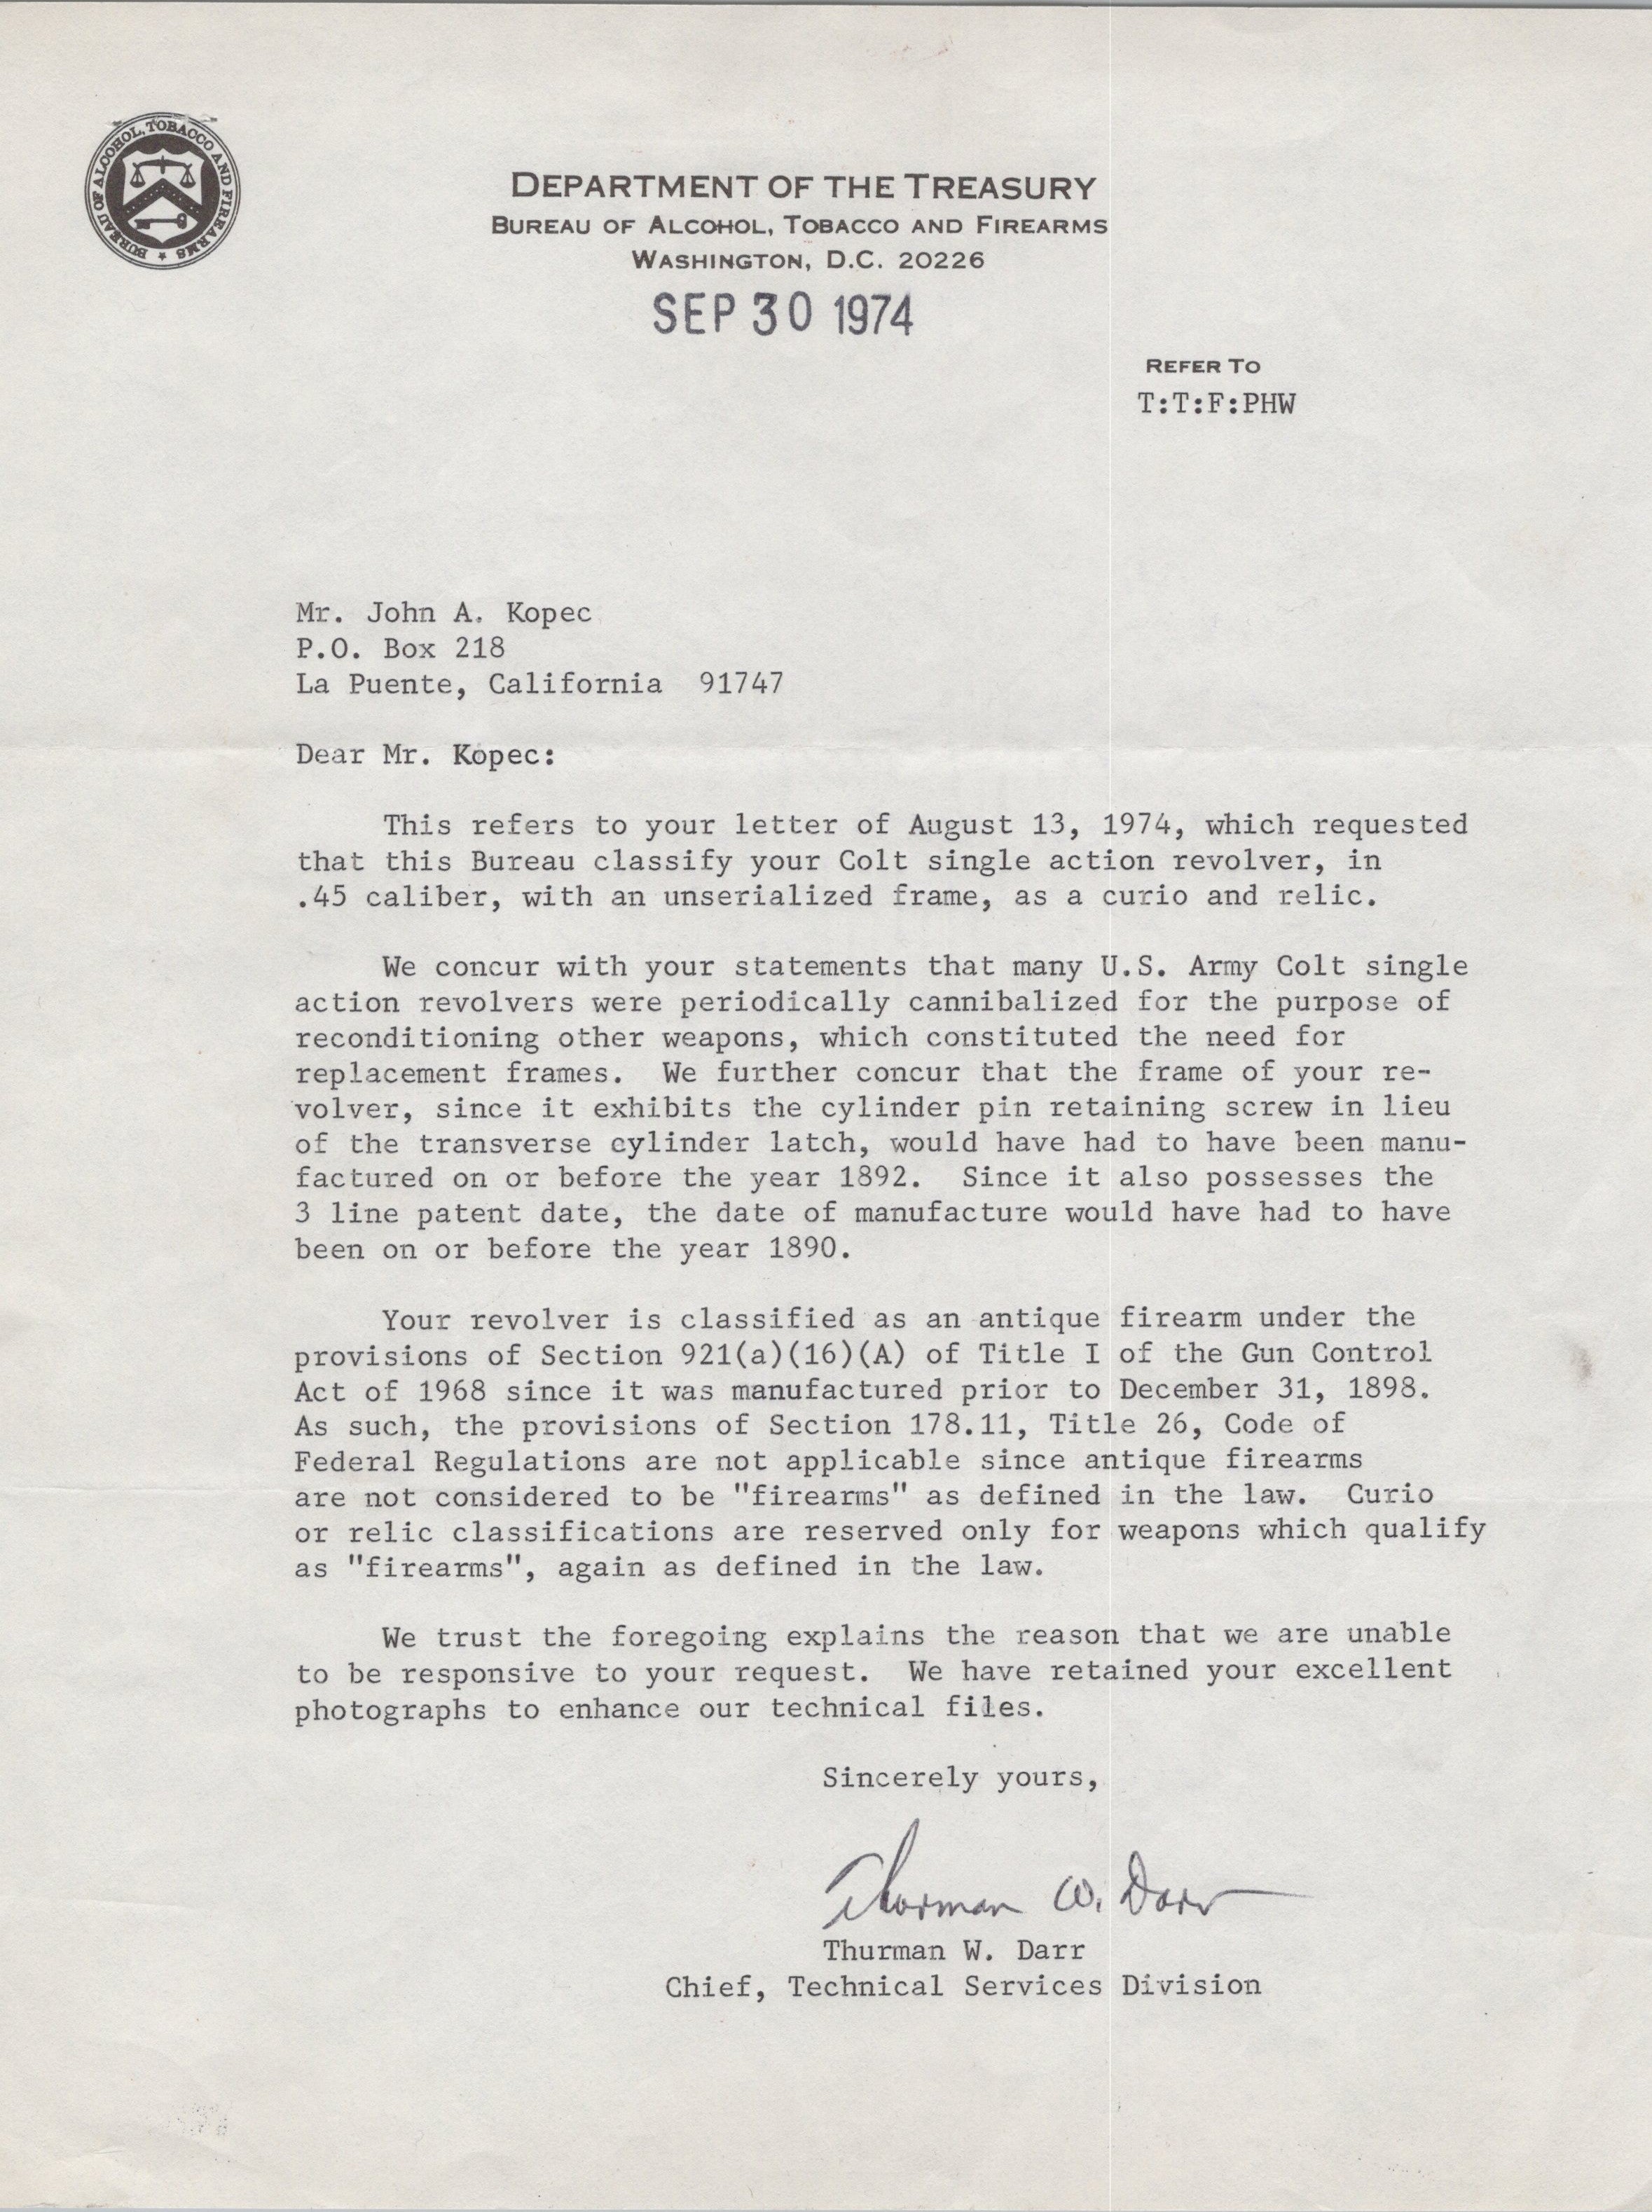 BUREAU OF ALCOHOL, TOBACCO AND FIREARMS
DEPARTMENT OF THE TREASURY
BUREAU OF ALCOHOL, TOBACCO AND FIREARMS
WASHINGTON, D.C. 20226
SEP 30 1974
REFER TO
T:T:F:PHW
Mr. John A. Kopec
P.O. Box 218
La Puente, California 91747
Dear Mr. Kopec:
This refers to your letter of August 13, 1974, which requested
that this Bureau classify your Colt single action revolver, in
.45 caliber, with an unserialized frame, as a curio and relic.
We concur with your statements that many U.S. Army Colt single
action revolvers were periodically cannibalized for the purpose of
reconditioning other weapons, which constituted the need for
replacement frames. We further concur that the frame of your re-
volver, since it exhibits the cylinder pin retaining screw in lieu
of the transverse cylinder latch, would have had to have been manu-
factured on or before the year 1892. Since it also possesses the
3 line patent date, the date of manufacture would have had to have
been on or before the year 1890.
Your revolver is classified as an antique firearm under the
provisions of Section 921(a)(16)(A) of Title I of the Gun Control
Act of 1968 since it was manufactured prior to December 31, 1898.
As such, the provisions of Section 178.11, Title 26, Code of
Federal Regulations are not applicable since antique firearms
are not considered to be "firearms" as defined in the law. Curio
or relic classifications are reserved only for weapons which qualify
as "firearms", again as defined in the law.
We trust the foregoing explains the reason that we are unable
to be responsive to your request. We have retained your excellent
photographs to enhance our technical files.
Sincerely yours,
Thurman W. Darr
Thurman W. Darr
Chief, Technical Services Division